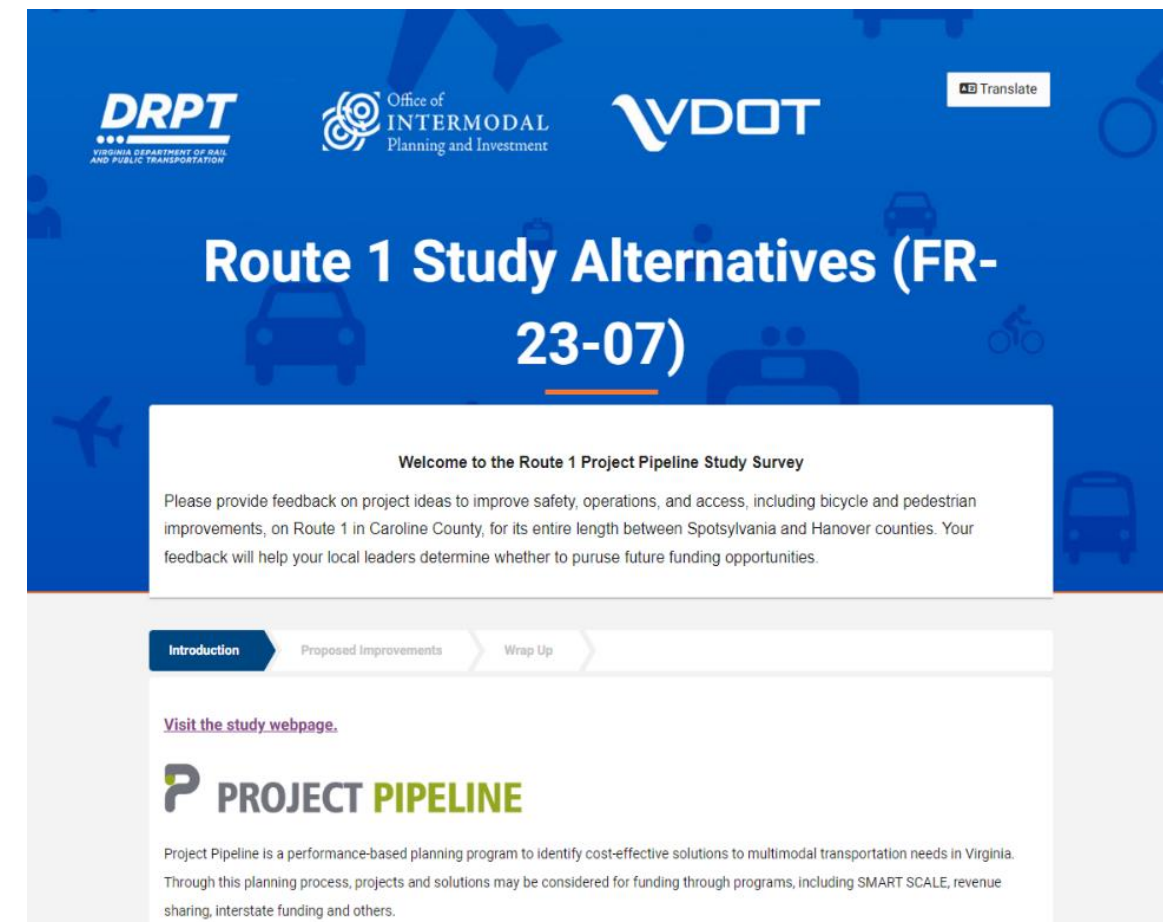 DRPT
VIRGINIA DEPARTMENT OF RAIL
AND PUBLIC TRANSPORTATION
Office of
INTERMODAL
Planning and Investment
VDOT
Translate
Route 1 Study Alternatives (FR-
23-07)
Welcome to the Route 1 Project Pipeline Study Survey
Please provide feedback on project ideas to improve safety, operations, and access, including bicycle and pedestrian
improvements, on Route 1 in Caroline County, for its entire length between Spotsylvania and Hanover counties. Your
feedback will help your local leaders determine whether to puruse future funding opportunities.
Introduction
Proposed Improvements
Wrap Up
Visit the study webpage.
PROJECT PIPELINE
Project Pipeline is a performance-based planning program to identify cost-effective solutions to multimodal transportation needs in Virginia.
Through this planning process, projects and solutions may be considered for funding through programs, including SMART SCALE, revenue
sharing, interstate funding and others.